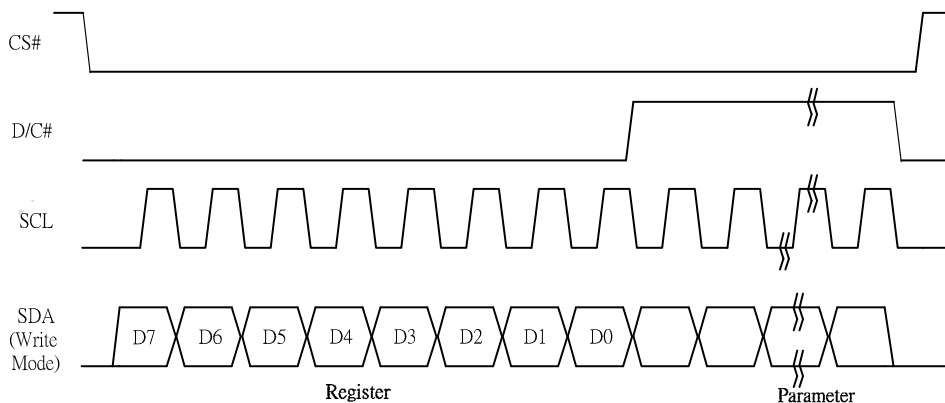 CS#
D/C#
SCL
SDA
(Write
Mode)
D7 D6 D5 D4 D3 D2 D1 D0
Register Parameter